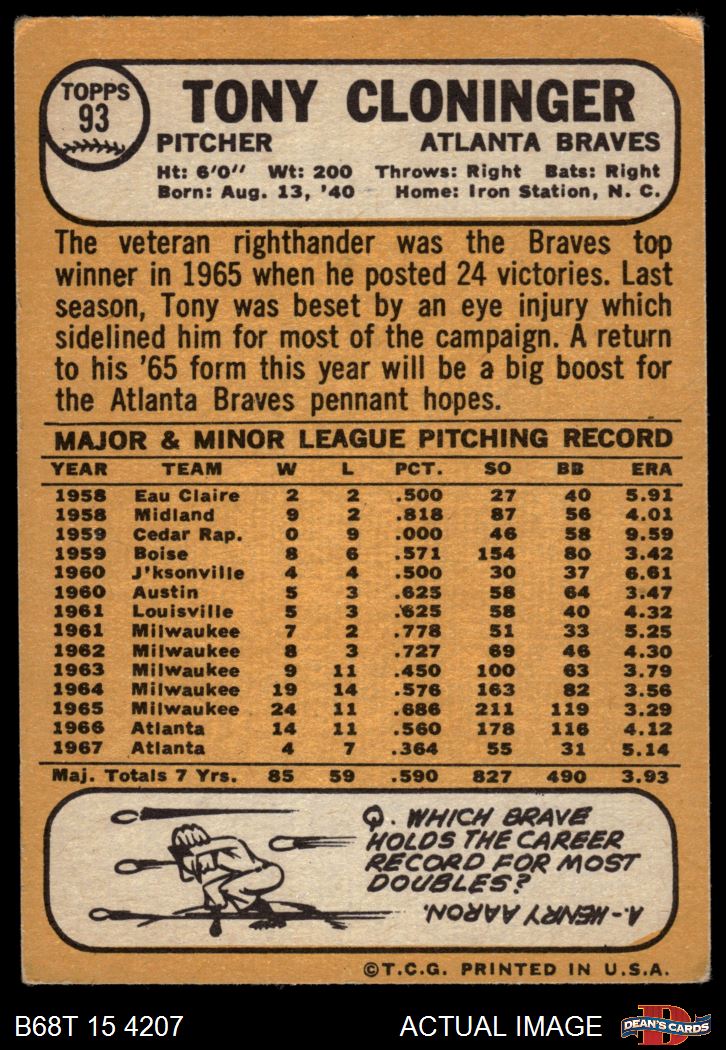 TOPPS
93
TONY CLONINGER
PITCHER ATLANTA BRAVES
Ht: 6'0" Wt: 200 Throws: Right Bats: Right
Born: Aug. 13, '40 Home: Iron Station, N. C.
The veteran righthander was the Braves top
winner in 1965 when he posted 24 victories. Last
season, Tony was beset by an eye injury which
sidelined him for most of the campaign. A return
to his '65 form this year will be a big boost for
the Atlanta Braves pennant hopes.
MAJOR & MINOR LEAGUE PITCHING RECORD
YEAR TEAM W L PCT. SO BB ERA
1958 Eau Claire 2 2 .500 27 40 5.91
1958 Midland 9 2 .818 87 56 4.01
1959 Cedar Rap. 0 9 .000 46 58 9.59
1959 Boise 8 6 .571 154 80 3.42
1960 J'ksonville 4 4 .500 30 37 6.61
1960 Austin 5 3 .625 58 64 3.47
1961 Louisville 5 3 .625 58 40 4.32
1961 Milwaukee 7 2 .778 51 33 5.25
1962 Milwaukee 8 3 .727 69 46 4.30
1963 Milwaukee 9 11 .450 100 63 3.79
1964 Milwaukee 19 14 .576 163 82 3.56
1965 Milwaukee 24 11 .686 211 119 3.29
1966 Atlanta 14 11 .560 178 116 4.12
1967 Atlanta 4 7 .364 55 31 5.14
Maj. Totals 7 Yrs. 85 59 .590 827 490 3.93
Q. WHICH BRAVE
HOLDS THE CAREER
RECORD FOR MOST
DOUBLES?
A-HENRY AARON.
©T.C.G. PRINTED IN U.S.A.
B68T 15 4207 ACTUAL IMAGE
D
DEAN'S CARDS